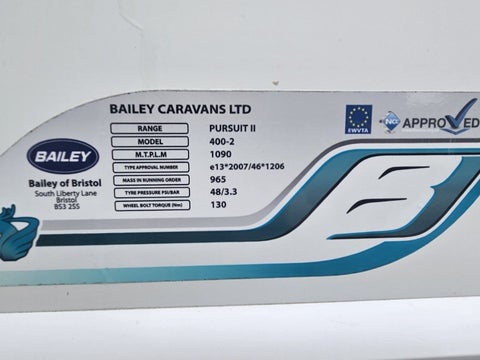 BAILEY CARAVANS LTD
RANGE PURSUIT II
MODEL 400-2
M.T.P.L.M 1090
TYPE APPROVAL NUMBER e13*2007/46*1206
MASS IN RUNNING ORDER 965
TYRE PRESSURE PSI/BAR 48/3.3
WHEEL BOLT TORQUE (Nm) 130
BAILEY
Bailey of Bristol
South Liberty Lane
Bristol
BS3 2SS
EWVTA
NCC APPROVED
B